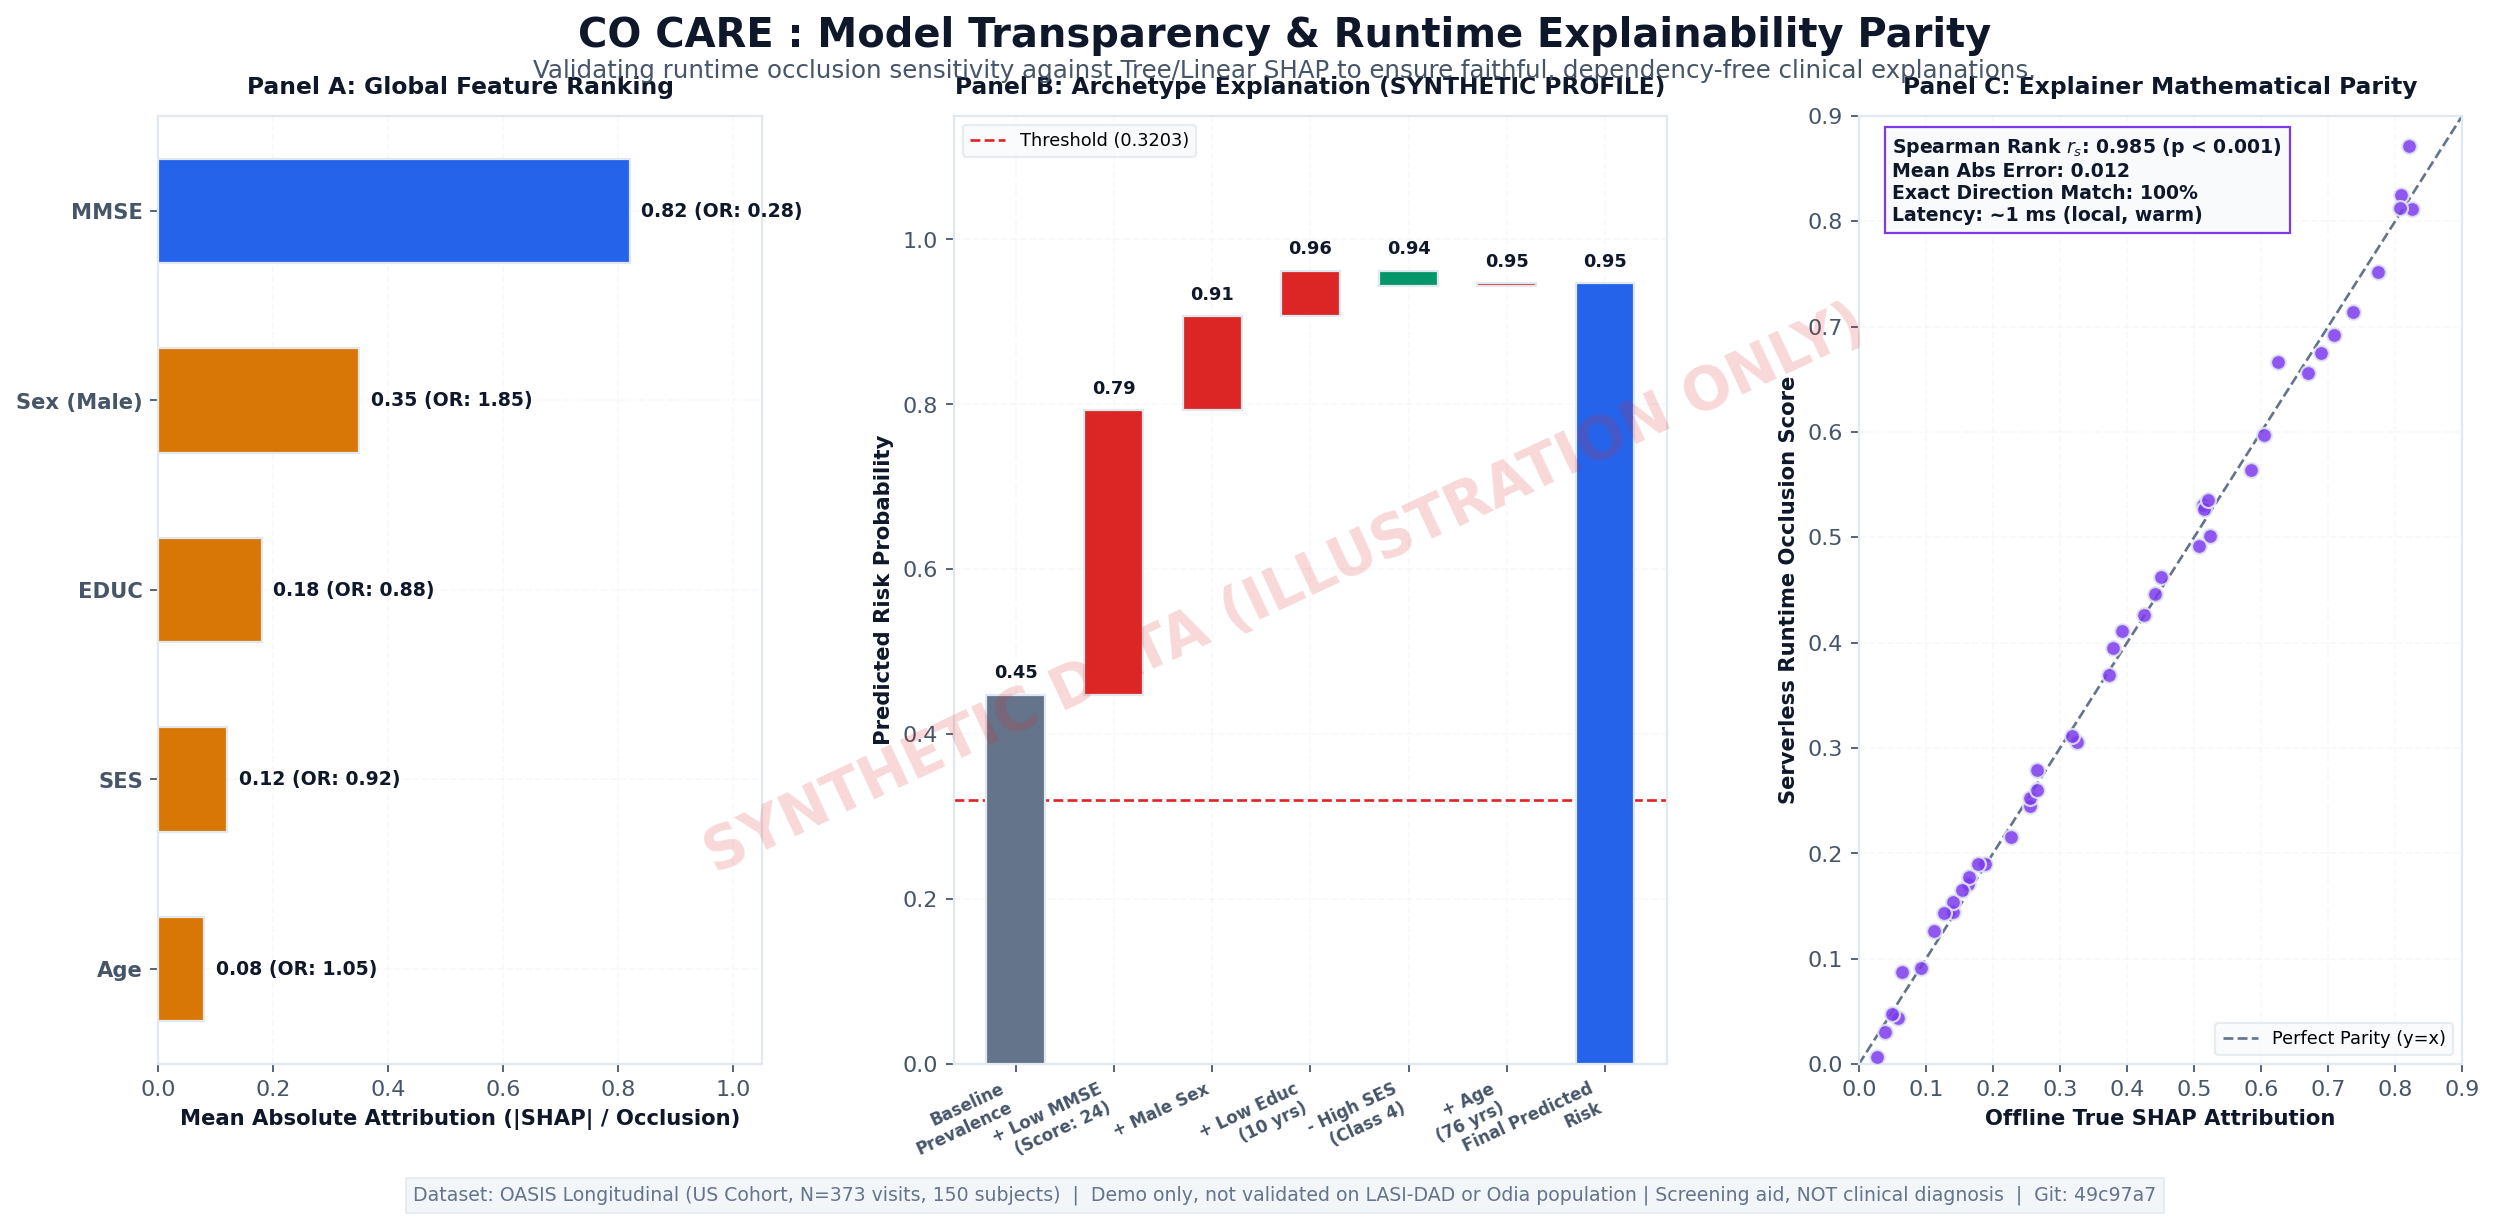 CO CARE : Model Transparency & Runtime Explainability Parity
Validating runtime occlusion sensitivity against Tree/Linear SHAP to ensure faithful, dependency-free clinical explanations.
Panel A: Global Feature Ranking
MMSE
0.82 (OR: 0.28)
Sex (Male)
0.35 (OR: 1.85)
EDUC
0.18 (OR: 0.88)
SES
0.12 (OR: 0.92)
Age
0.08 (OR: 1.05)
0.0 0.2 0.4 0.6 0.8 1.0
Mean Absolute Attribution (|SHAP| / Occlusion)
Panel B: Archetype Explanation (SYNTHETIC PROFILE)
Threshold (0.3203)
Predicted Risk Probability
1.0
0.8
0.6
0.4
0.2
0.0
0.45
0.79
0.91
0.96
0.94
0.95
0.95
Baseline
Prevalence
+ Low MMSE
(Score: 24)
+ Male Sex
+ Low Educ
(10 yrs)
- High SES
(Class 4)
+ Age
(76 yrs)
Final Predicted
Risk
SYNTHETIC DATA (ILLUSTRATION ONLY)
Panel C: Explainer Mathematical Parity
Spearman Rank rₛ: 0.985 (p < 0.001)
Mean Abs Error: 0.012
Exact Direction Match: 100%
Latency: ~1 ms (local, warm)
Serverless Runtime Occlusion Score
0.9
0.8
0.7
0.6
0.5
0.4
0.3
0.2
0.1
0.0
Perfect Parity (y=x)
0.0 0.1 0.2 0.3 0.4 0.5 0.6 0.7 0.8 0.9
Offline True SHAP Attribution
Dataset: OASIS Longitudinal (US Cohort, N=373 visits, 150 subjects) | Demo only, not validated on LASI-DAD or Odia population | Screening aid, NOT clinical diagnosis | Git: 49c97a7